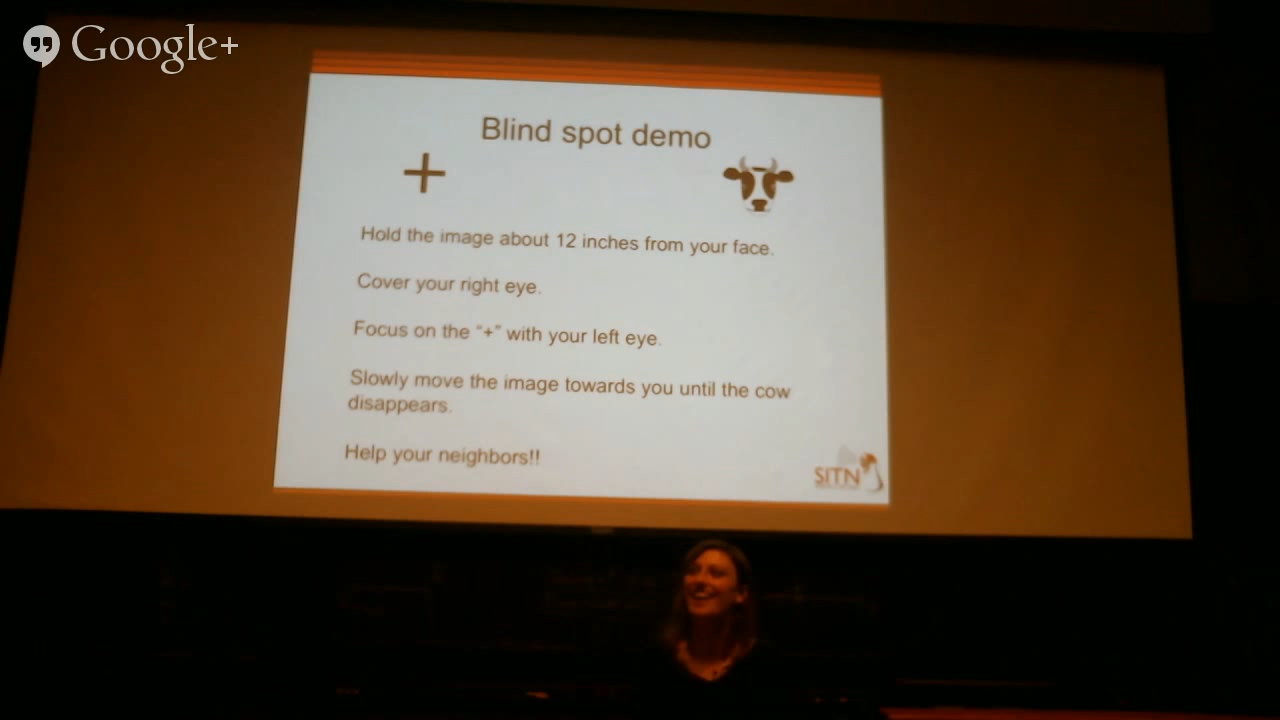 Google+
Blind spot demo
+
Hold the image about 12 inches from your face.
Cover your right eye.
Focus on the “+” with your left eye.
Slowly move the image towards you until the cow
disappears.
Help your neighbors!!
SITN